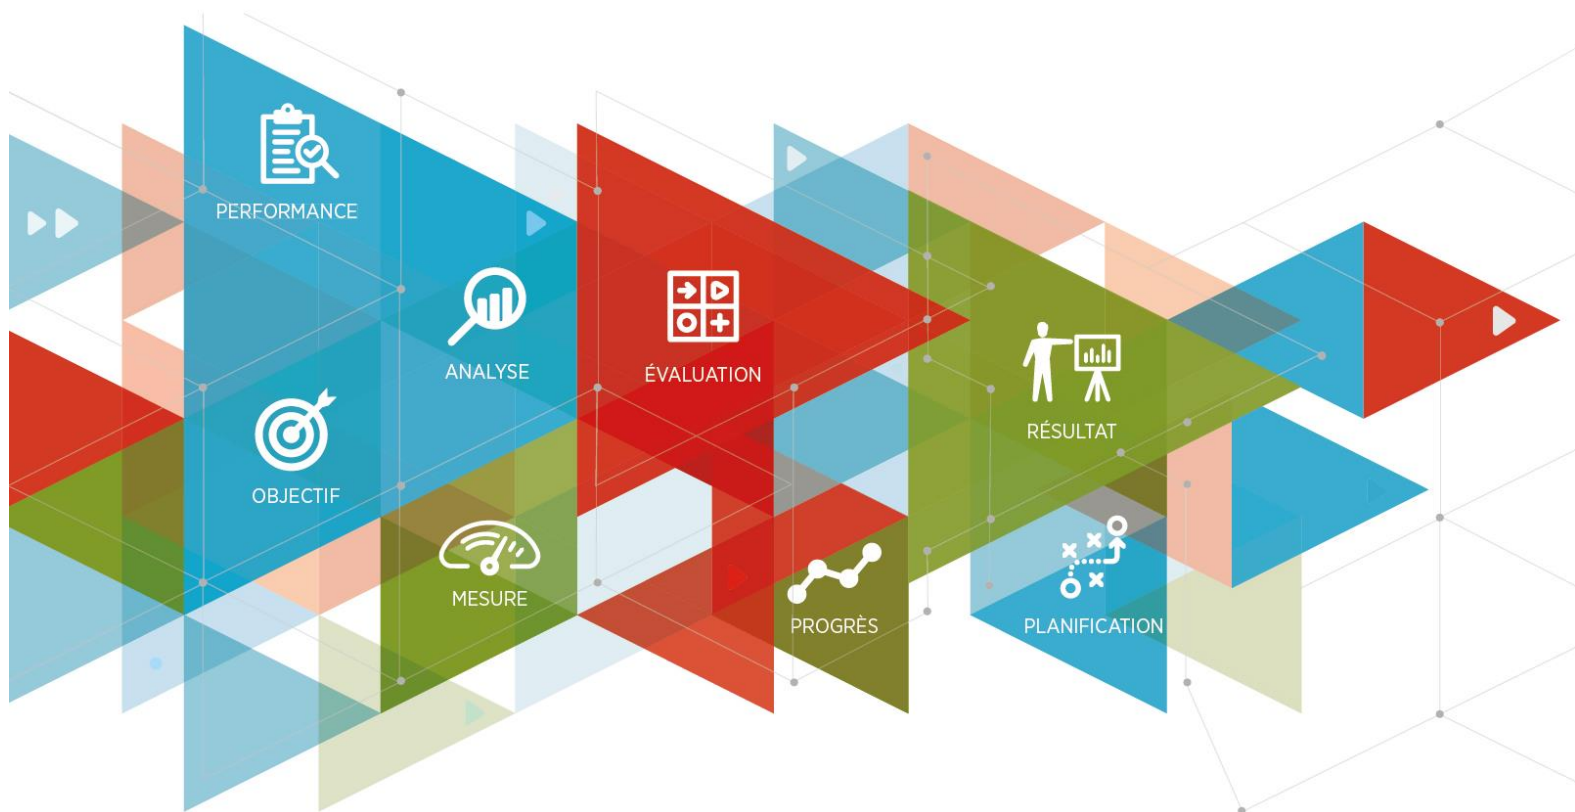 PERFORMANCE
ANALYSE
ÉVALUATION
RÉSULTAT
OBJECTIF
MESURE
PROGRÈS
PLANIFICATION